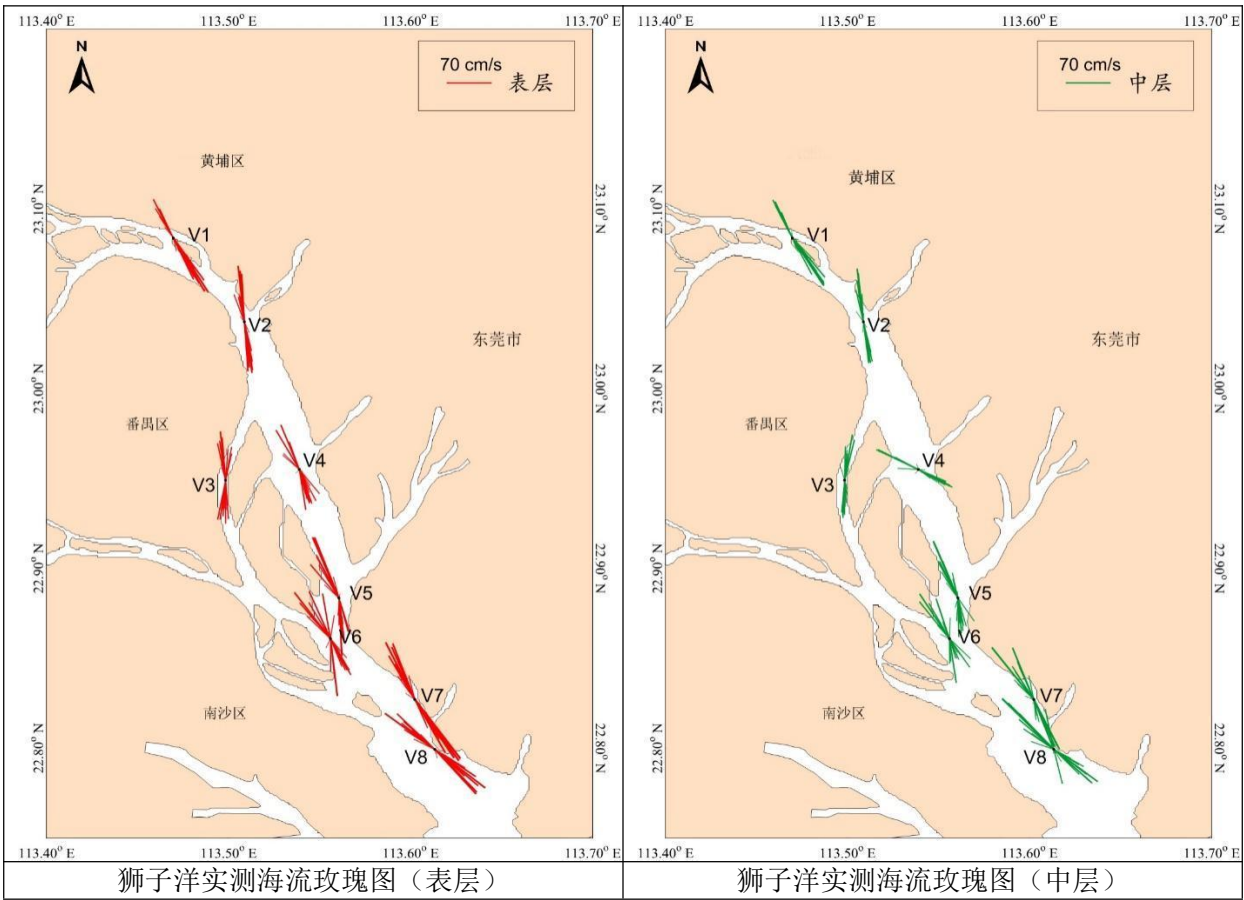 113.40° E 113.50° E 113.60° E 113.70° E
N
70 cm/s
表层
黄埔区
23.10° N
23.10° N
V1
V2
东莞市
23.00° N
23.00° N
番禺区
V4
V3
22.90° N
22.90° N
V5
V6
V7
南沙区
22.80° N
22.80° N
V8
113.40° E 113.50° E 113.60° E 113.70° E
狮子洋实测海流玫瑰图（表层）
113.40° E 113.50° E 113.60° E 113.70° E
N
70 cm/s
中层
黄埔区
23.10° N
23.10° N
V1
V2
东莞市
23.00° N
23.00° N
番禺区
V4
V3
22.90° N
22.90° N
V5
V6
V7
南沙区
22.80° N
22.80° N
V8
113.40° E 113.50° E 113.60° E 113.70° E
狮子洋实测海流玫瑰图（中层）